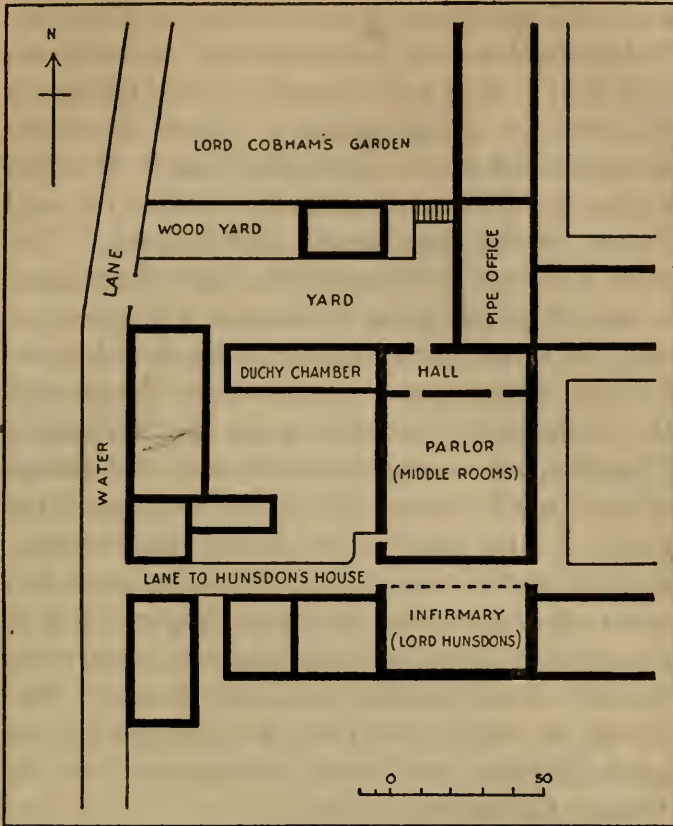 N
LORD COBHAM'S GARDEN
WOOD YARD
PIPE OFFICE
LANE
YARD
DUCHY CHAMBER
HALL
PARLOR
(MIDDLE ROOMS)
WATER
LANE TO HUNSDON'S HOUSE
INFIRMARY
(LORD HUNSDONS)
0 50